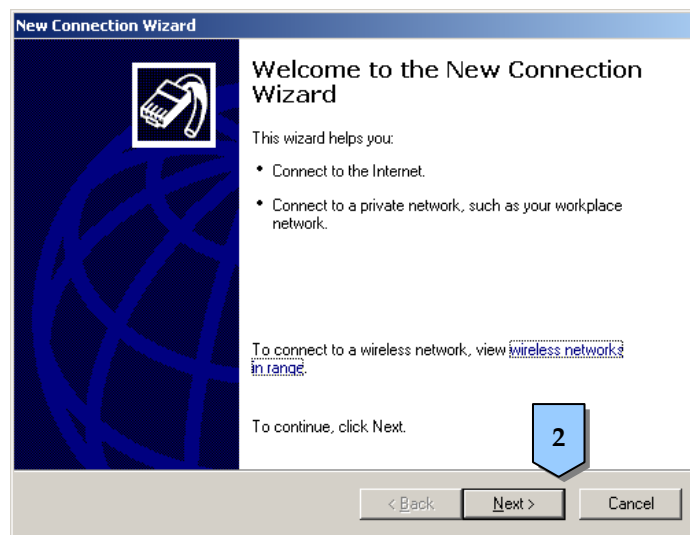 New Connection Wizard
Welcome to the New Connection
Wizard
This wizard helps you:
• Connect to the Internet.
• Connect to a private network, such as your workplace
network.
To connect to a wireless network, view wireless networks
in range.
To continue, click Next.
2
< Back
Next >
Cancel